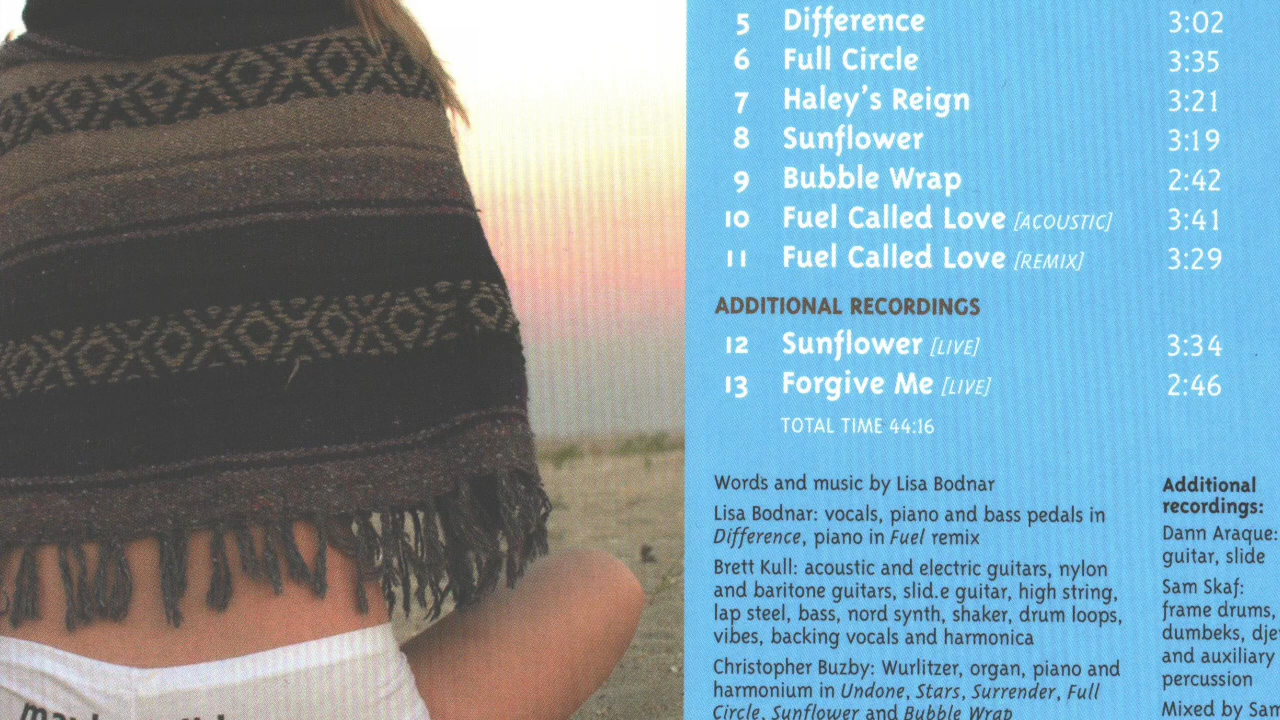 5 Difference 3:02
6 Full Circle 3:35
7 Haley's Reign 3:21
8 Sunflower 3:19
9 Bubble Wrap 2:42
10 Fuel Called Love [ACOUSTIC] 3:41
11 Fuel Called Love [REMIX] 3:29
ADDITIONAL RECORDINGS
12 Sunflower [LIVE] 3:34
13 Forgive Me [LIVE] 2:46
TOTAL TIME 44:16
Words and music by Lisa Bodnar
Lisa Bodnar: vocals, piano and bass pedals in
Difference, piano in Fuel remix
Brett Kull: acoustic and electric guitars, nylon
and baritone guitars, slid.e guitar, high string,
lap steel, bass, nord synth, shaker, drum loops,
vibes, backing vocals and harmonica
Christopher Buzby: Wurlitzer, organ, piano and
harmonium in Undone, Stars, Surrender, Full
Circle, Sunflower and Bubble Wrap
Additional
recordings:
Dann Araque:
guitar, slide
Sam Skaf:
frame drums,
dumbeks, dje
and auxiliary
percussion
Mixed by Sam